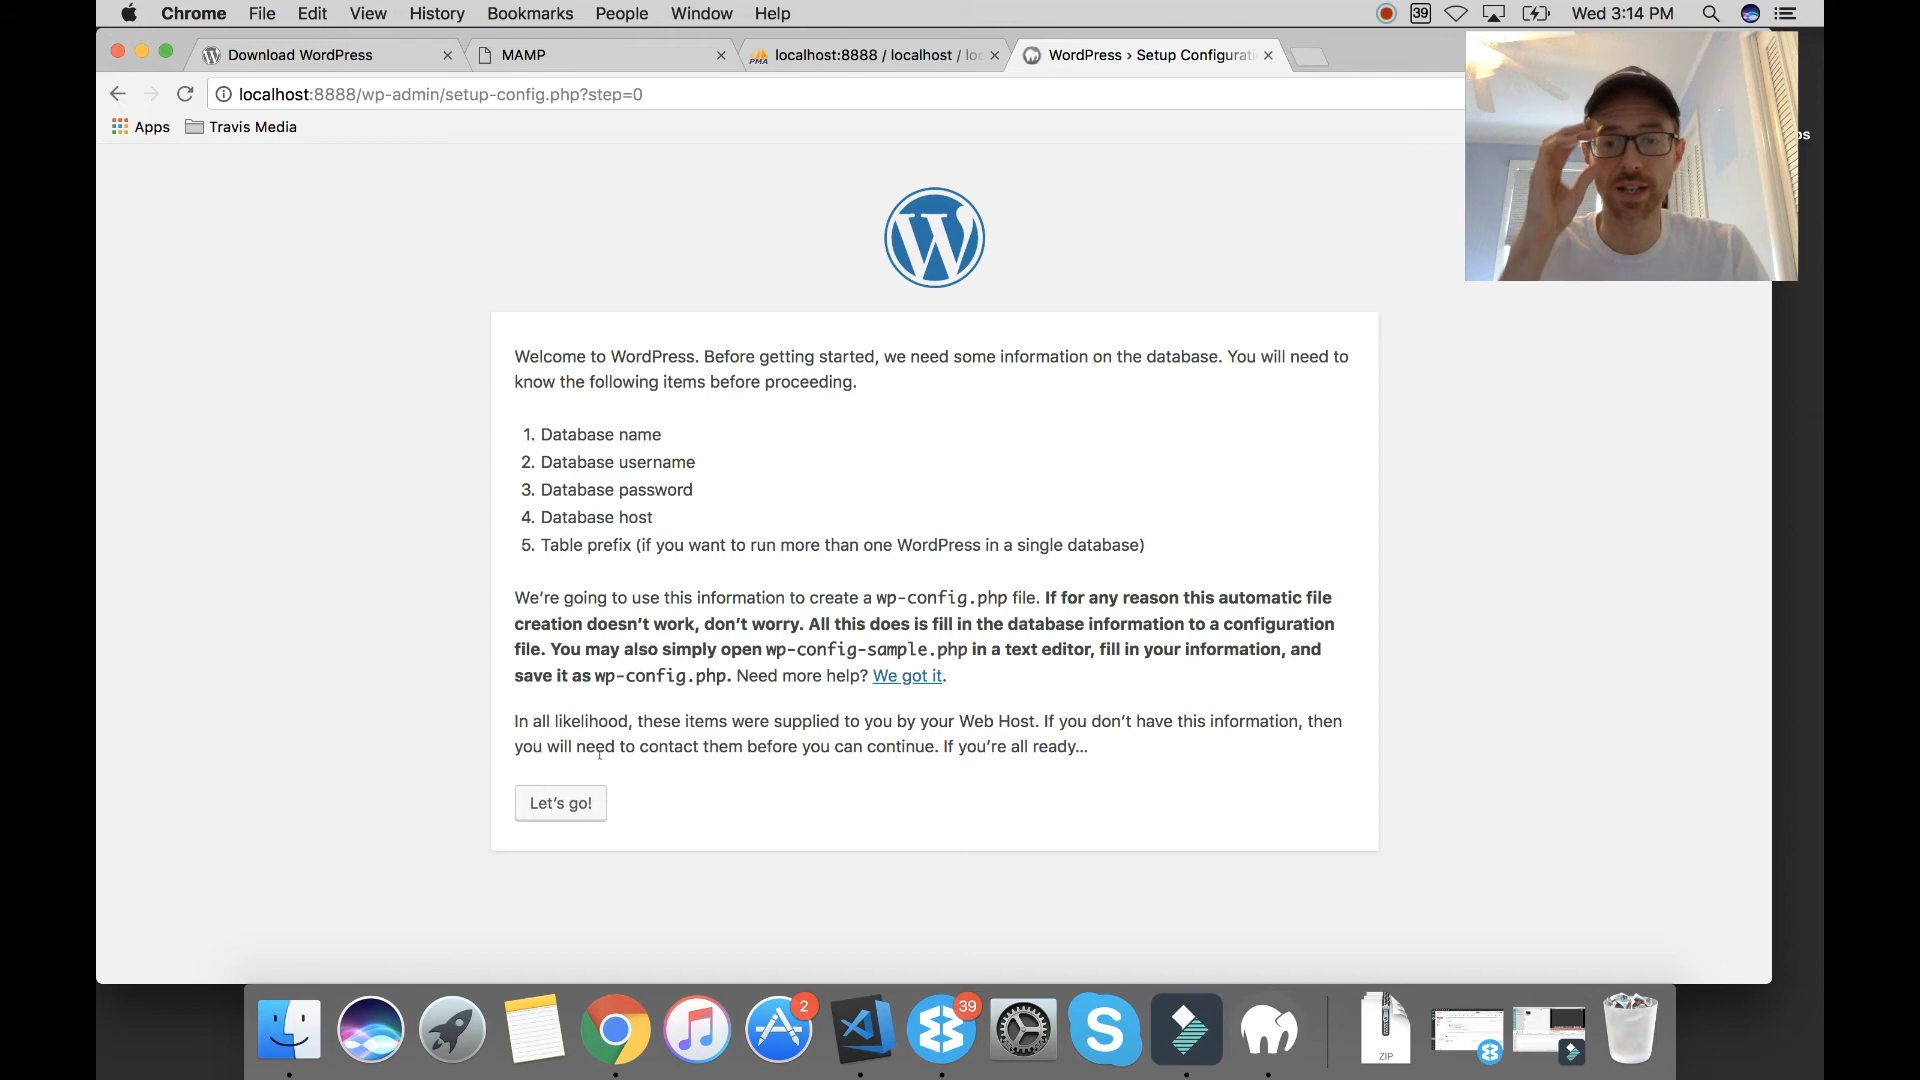 Chrome File Edit View History Bookmarks People Window Help 39 Wed 3:14 PM
Download WordPress MAMP localhost:8888 / localhost / loc WordPress › Setup Configurati
localhost:8888/wp-admin/setup-config.php?step=0
Apps Travis Media
W
Welcome to WordPress. Before getting started, we need some information on the database. You will need to
know the following items before proceeding.
1. Database name
2. Database username
3. Database password
4. Database host
5. Table prefix (if you want to run more than one WordPress in a single database)
We're going to use this information to create a wp-config.php file. If for any reason this automatic file
creation doesn't work, don't worry. All this does is fill in the database information to a configuration
file. You may also simply open wp-config-sample.php in a text editor, fill in your information, and
save it as wp-config.php. Need more help? We got it.
In all likelihood, these items were supplied to you by your Web Host. If you don't have this information, then
you will need to contact them before you can continue. If you're all ready…
Let's go!
2 39
ZIP